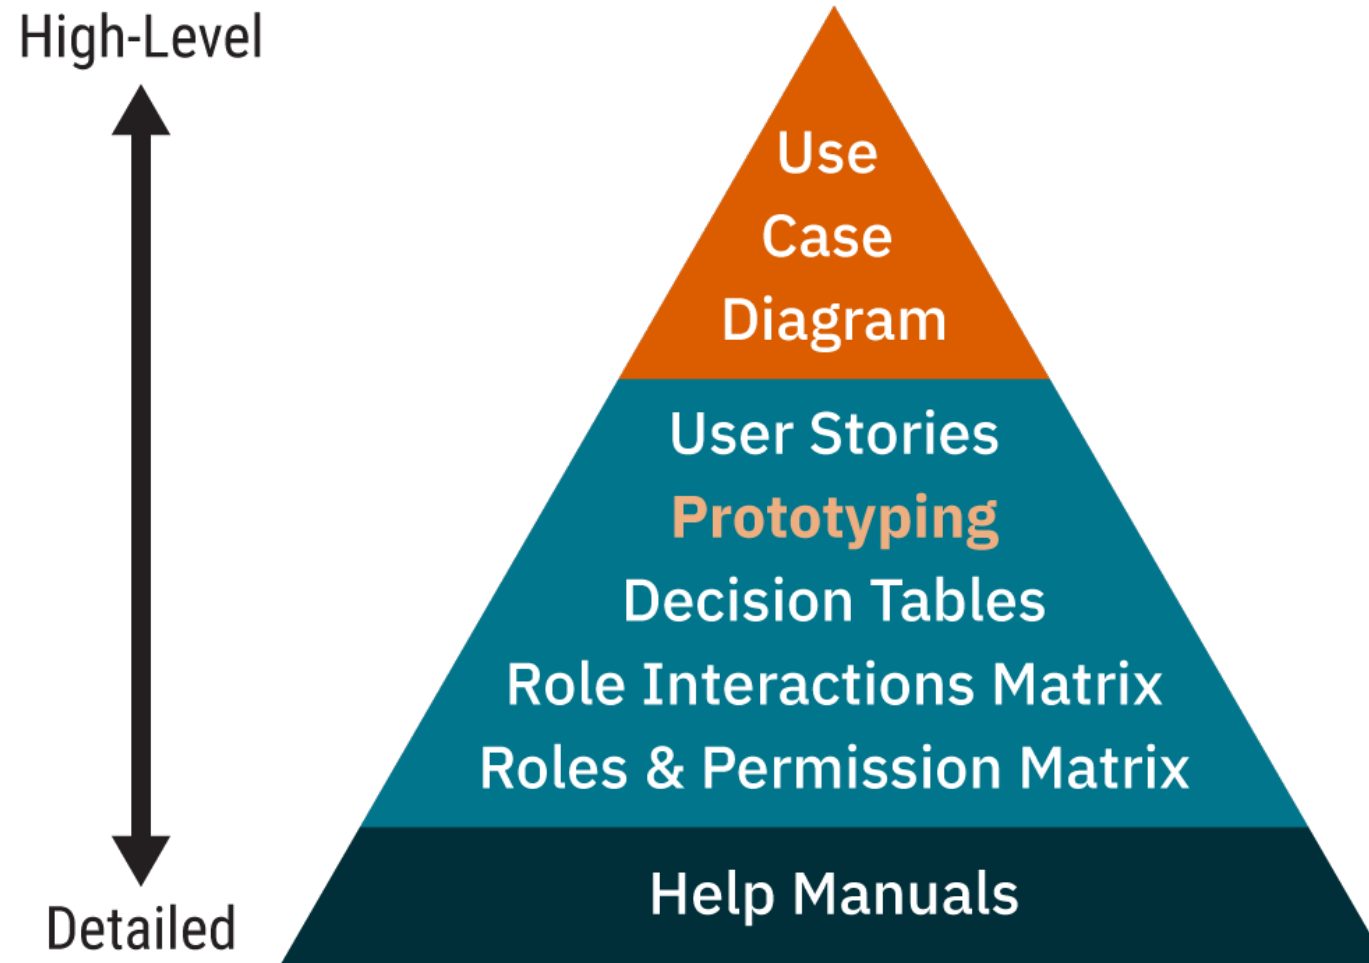 High-Level
Use
Case
Diagram
User Stories
Prototyping
Decision Tables
Role Interactions Matrix
Roles & Permission Matrix
Help Manuals
Detailed